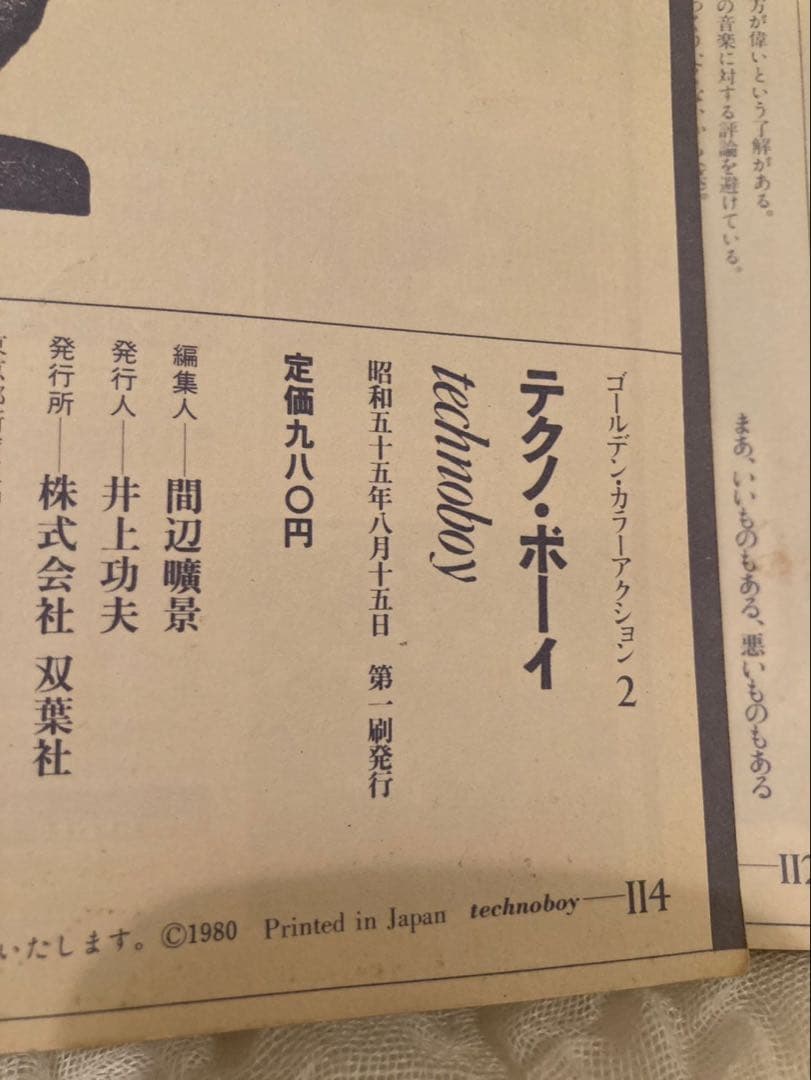 方が偉いという了解がある。
の音楽に対する評論を避けている。
まあ、いいものもある、悪いものもある
112
ゴールデン・カラーアクション2
テクノ・ボーイ
technoboy
昭和五十五年八月十五日　第一刷発行
定価九八〇円
編集人──間辺曠景
発行人──井上功夫
発行所──株式会社 双葉社
いたします。©1980 Printed in Japan technoboy──114